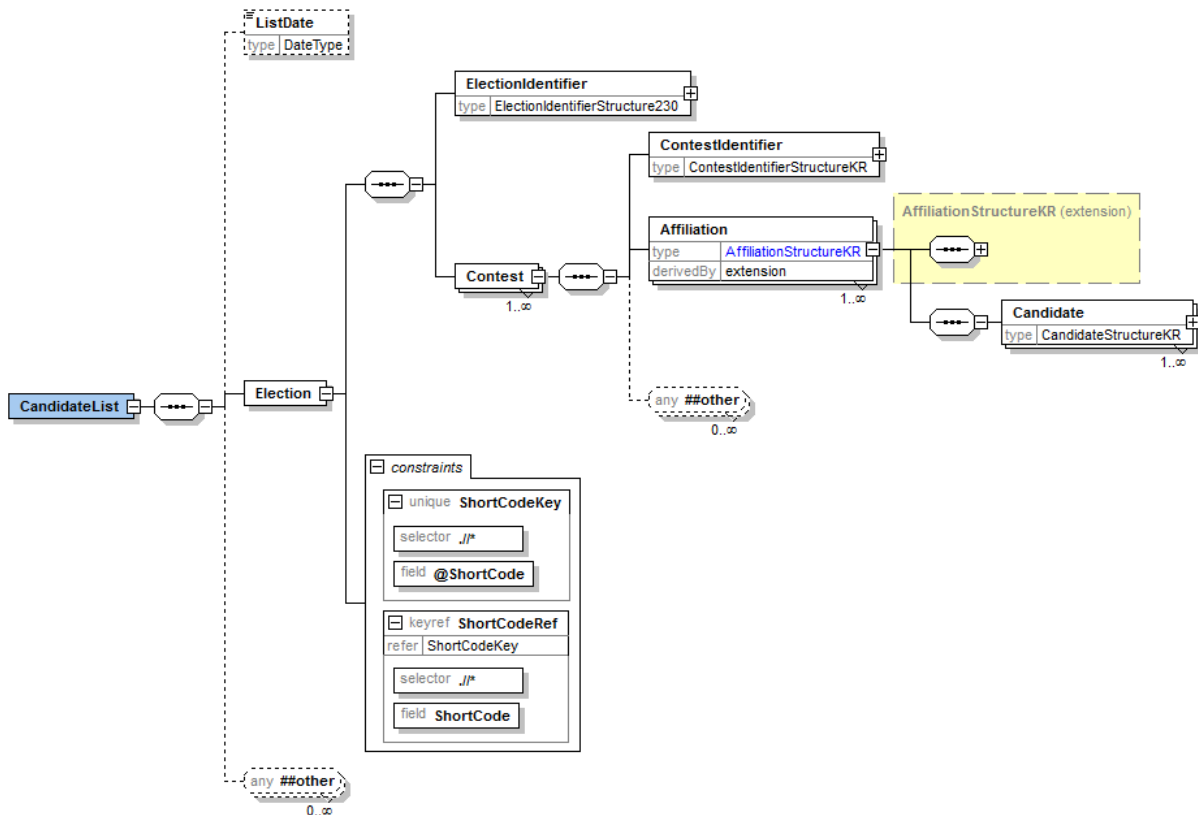 ListDate
type DateType
ElectionIdentifier
type ElectionIdentifierStructure230
ContestIdentifier
type ContestIdentifierStructureKR
AffiliationStructureKR (extension)
Affiliation
type AffiliationStructureKR
derivedBy extension
1..∞
Contest
1..∞
Candidate
type CandidateStructureKR
1..∞
CandidateList
Election
any ##other
0..∞
constraints
unique ShortCodeKey
selector .//*
field @ShortCode
keyref ShortCodeRef
refer ShortCodeKey
selector .//*
field ShortCode
any ##other
0..∞